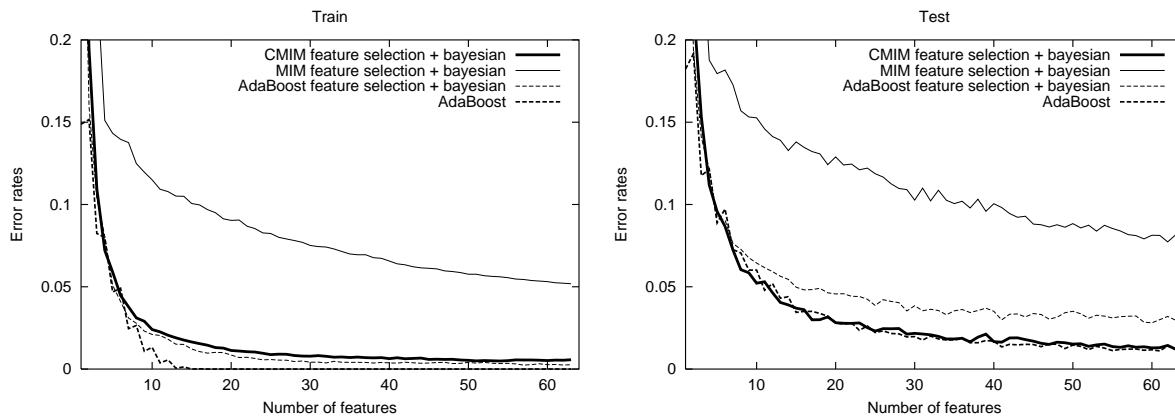 Train
Error rates
0.2
0.15
0.1
0.05
0
CMIM feature selection + bayesian
MIM feature selection + bayesian
AdaBoost feature selection + bayesian
AdaBoost
10 20 30 40 50 60
Number of features
Test
Error rates
0.2
0.15
0.1
0.05
0
CMIM feature selection + bayesian
MIM feature selection + bayesian
AdaBoost feature selection + bayesian
AdaBoost
10 20 30 40 50 60
Number of features